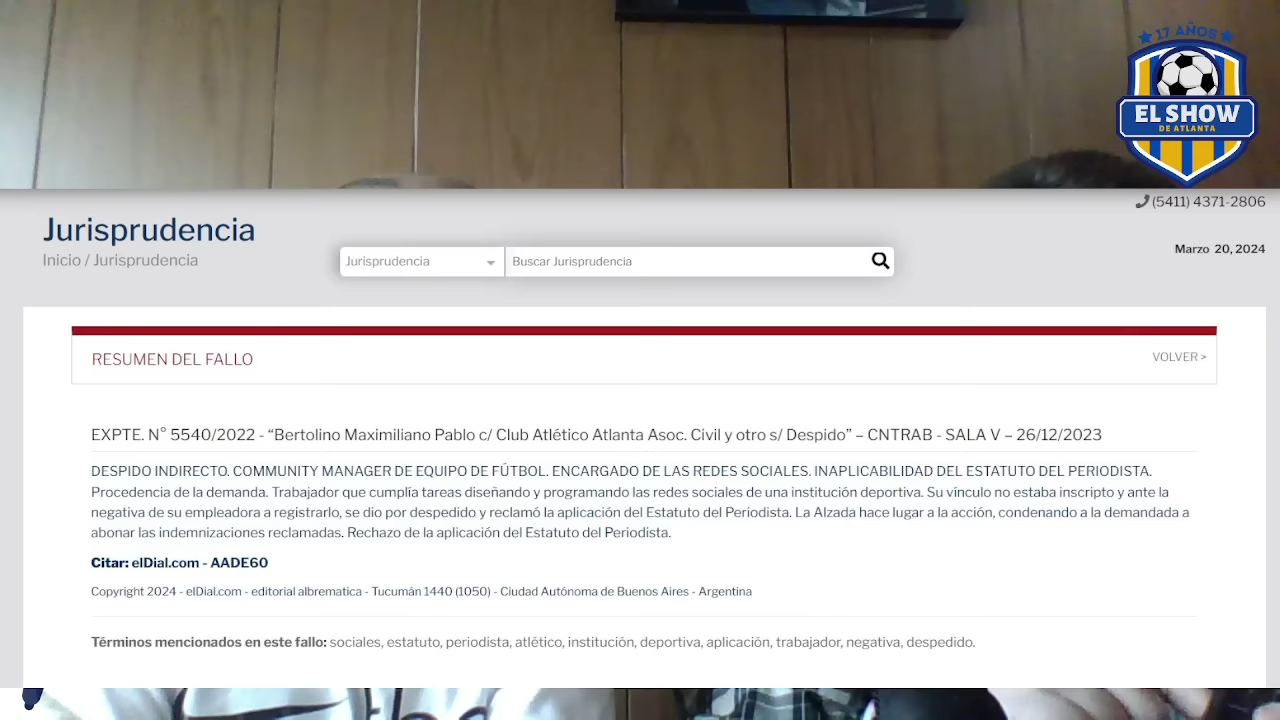 17 AÑOS
EL SHOW
DE ATLANTA
(5411) 4371-2806
Jurisprudencia
Marzo 20, 2024
Inicio / Jurisprudencia
Jurisprudencia
Buscar Jurisprudencia
RESUMEN DEL FALLO
VOLVER >
EXPTE. N° 5540/2022 - “Bertolino Maximiliano Pablo c/ Club Atlético Atlanta Asoc. Civil y otro s/ Despido” – CNTRAB - SALA V – 26/12/2023
DESPIDO INDIRECTO. COMMUNITY MANAGER DE EQUIPO DE FÚTBOL. ENCARGADO DE LAS REDES SOCIALES. INAPLICABILIDAD DEL ESTATUTO DEL PERIODISTA.
Procedencia de la demanda. Trabajador que cumplía tareas diseñando y programando las redes sociales de una institución deportiva. Su vínculo no estaba inscripto y ante la
negativa de su empleadora a registrarlo, se dio por despedido y reclamó la aplicación del Estatuto del Periodista. La Alzada hace lugar a la acción, condenando a la demandada a
abonar las indemnizaciones reclamadas. Rechazo de la aplicación del Estatuto del Periodista.
Citar: elDial.com - AADE60
Copyright 2024 - elDial.com - editorial albrematica - Tucumán 1440 (1050) - Ciudad Autónoma de Buenos Aires - Argentina
Términos mencionados en este fallo: sociales, estatuto, periodista, atlético, institución, deportiva, aplicación, trabajador, negativa, despedido.